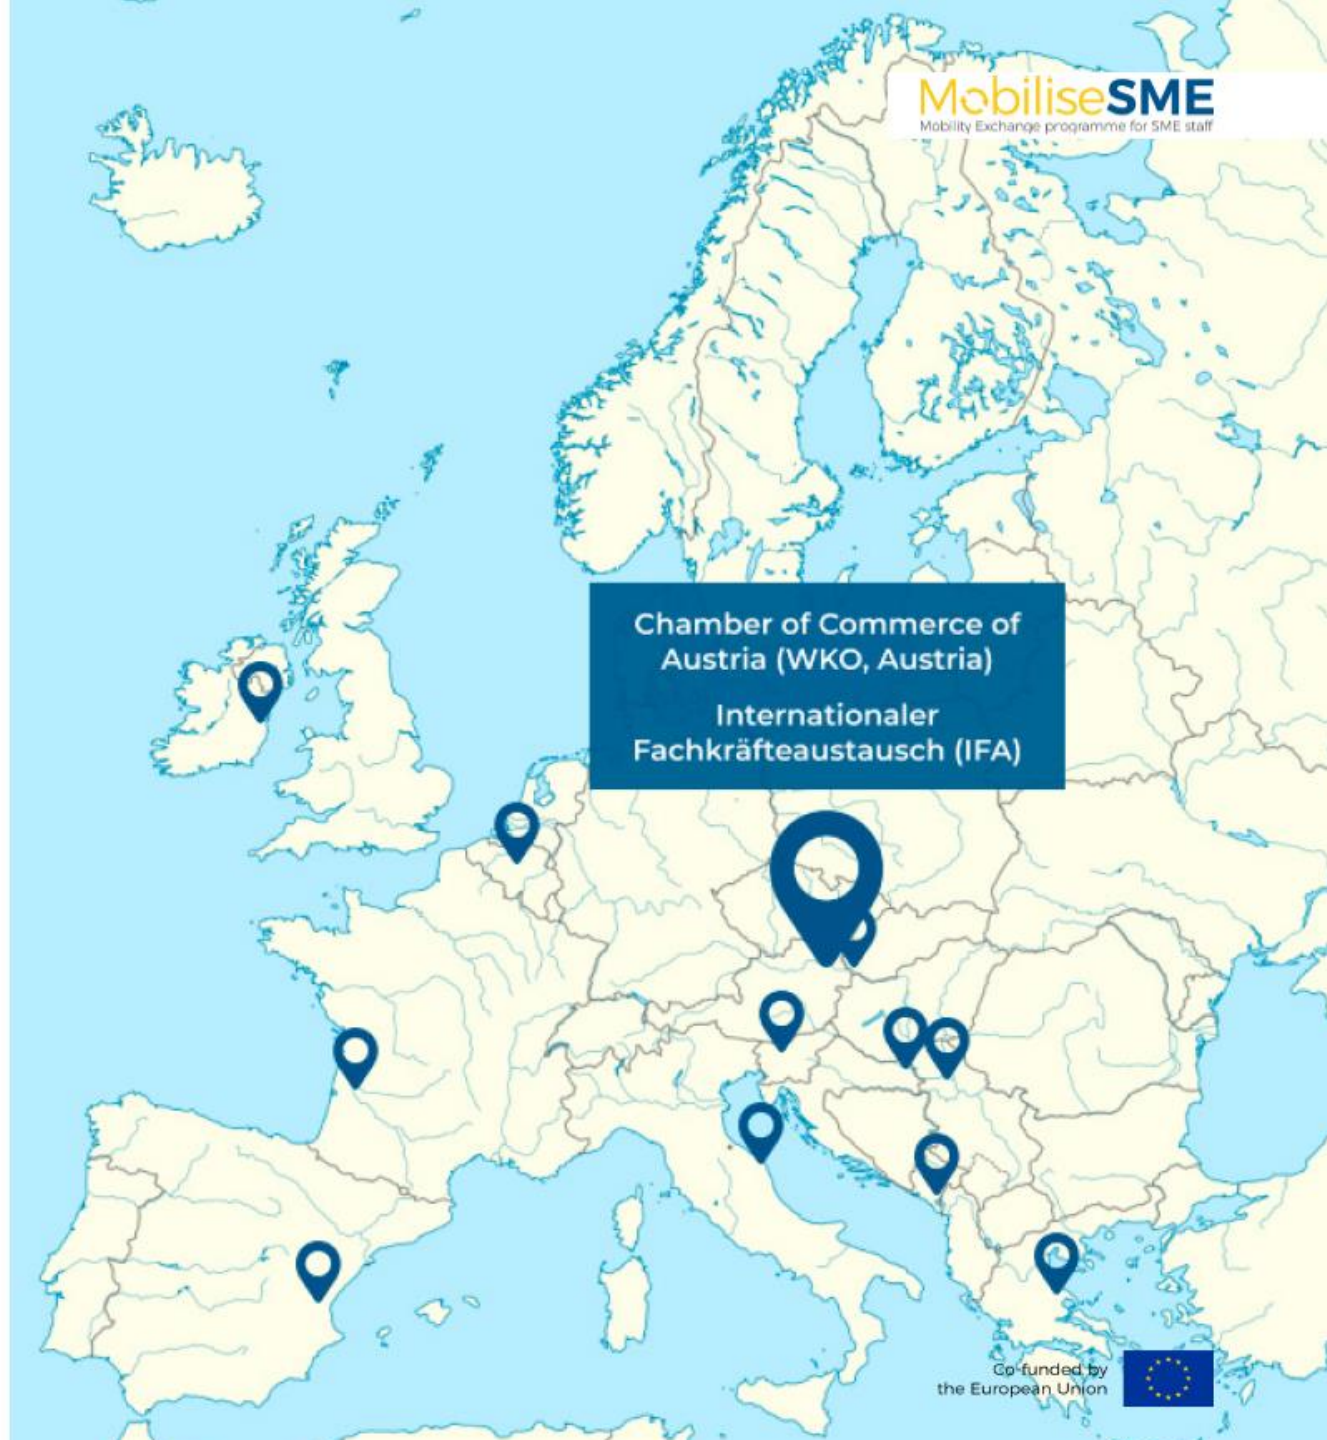 MobiliseSME
Mobility Exchange programme for SME staff
Chamber of Commerce of
Austria (WKO, Austria)
Internationaler
Fachkräfteaustausch (IFA)
Co-funded by
the European Union